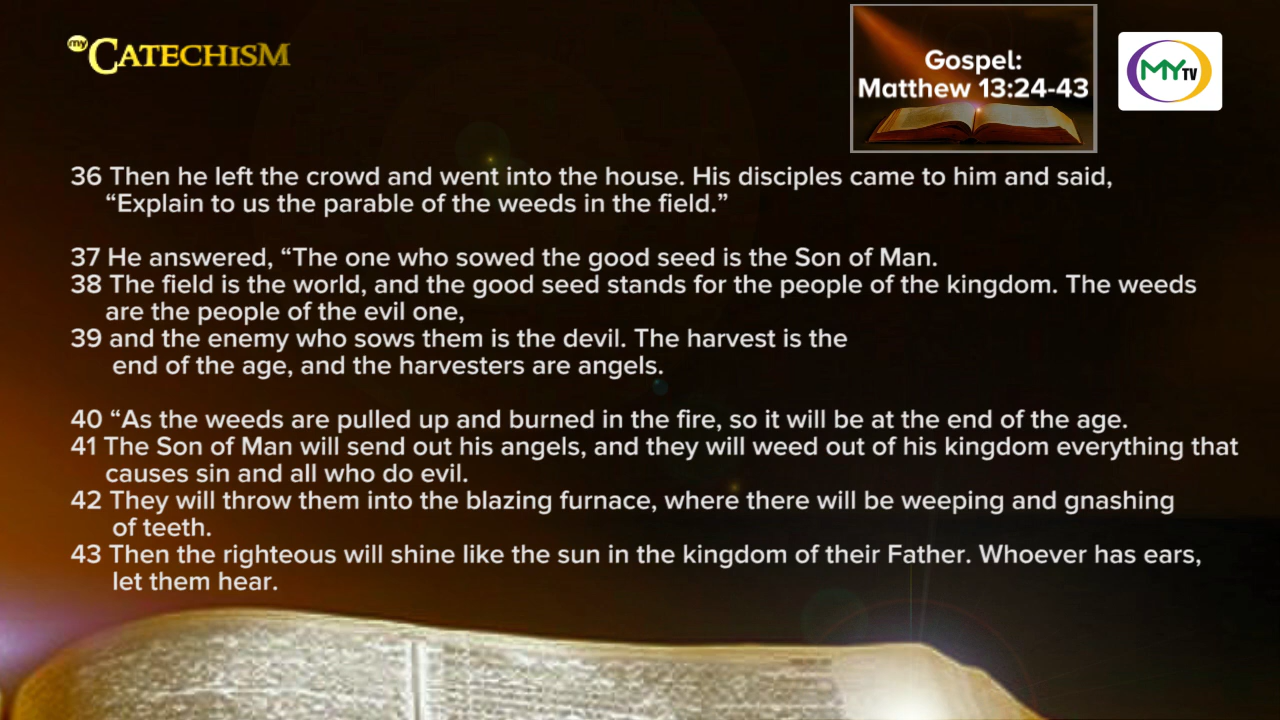 my CATECHISM
Gospel:
Matthew 13:24-43
MY TV
36 Then he left the crowd and went into the house. His disciples came to him and said,
“Explain to us the parable of the weeds in the field.”
37 He answered, “The one who sowed the good seed is the Son of Man.
38 The field is the world, and the good seed stands for the people of the kingdom. The weeds
are the people of the evil one,
39 and the enemy who sows them is the devil. The harvest is the
end of the age, and the harvesters are angels.
40 “As the weeds are pulled up and burned in the fire, so it will be at the end of the age.
41 The Son of Man will send out his angels, and they will weed out of his kingdom everything that
causes sin and all who do evil.
42 They will throw them into the blazing furnace, where there will be weeping and gnashing
of teeth.
43 Then the righteous will shine like the sun in the kingdom of their Father. Whoever has ears,
let them hear.